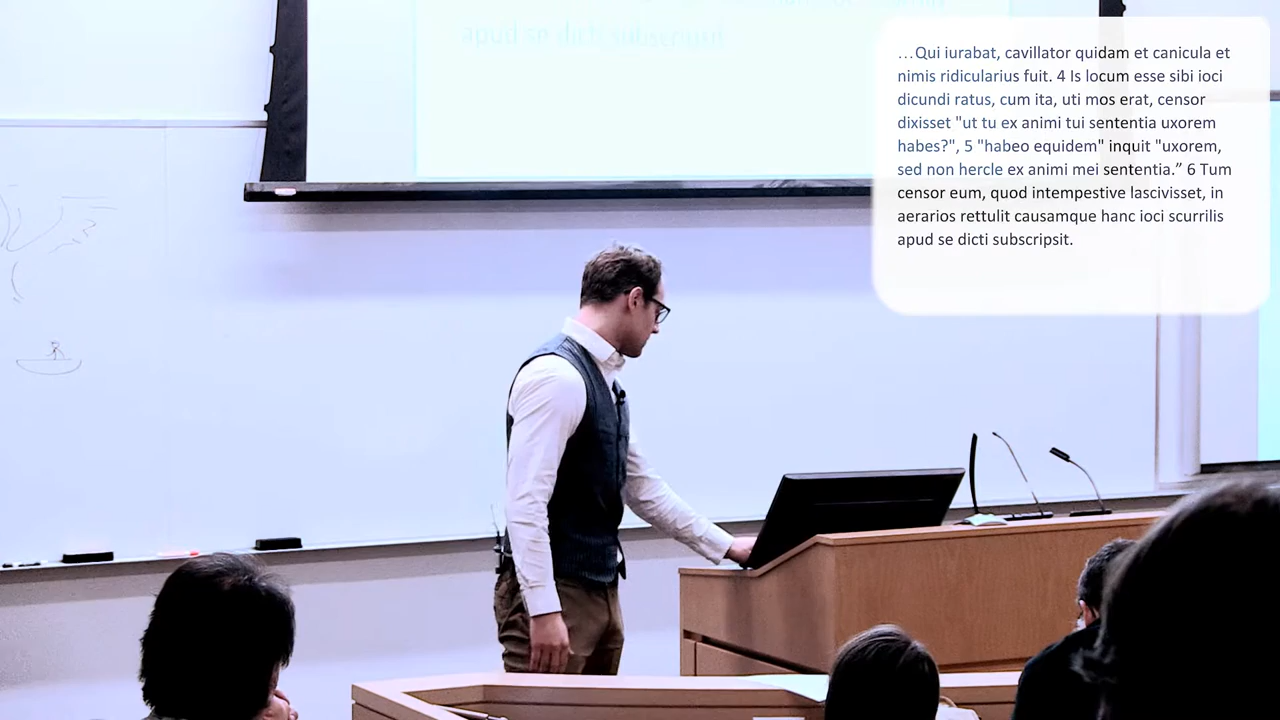 apud se dicti subscripsit.
…Qui iurabat, cavillator quidam et canicula et
nimis ridicularius fuit. 4 Is locum esse sibi ioci
dicundi ratus, cum ita, uti mos erat, censor
dixisset "ut tu ex animi tui sententia uxorem
habes?", 5 "habeo equidem" inquit "uxorem,
sed non hercle ex animi mei sententia.” 6 Tum
censor eum, quod intempestive lascivisset, in
aerarios rettulit causamque hanc ioci scurrilis
apud se dicti subscripsit.